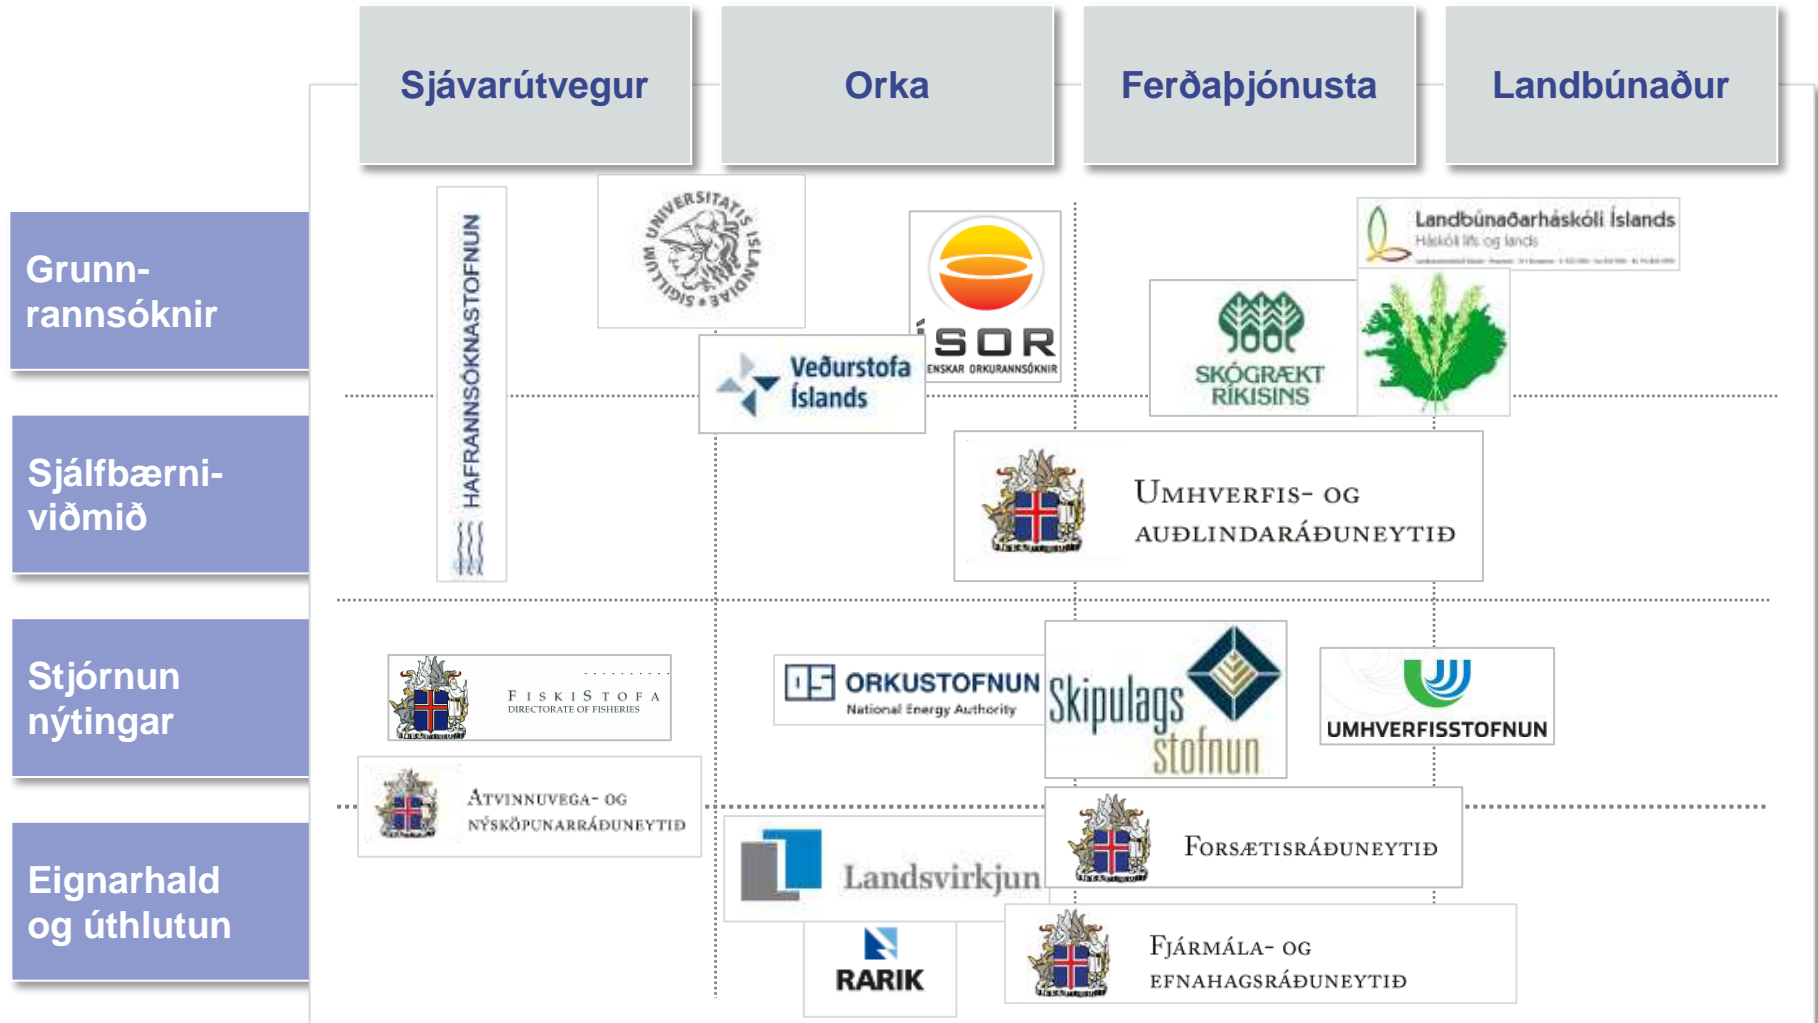 Sjávarútvegur
Orka
Ferðaþjónusta
Landbúnaður
Grunn-
rannsóknir
HAFRANNSÓKNASTOFNUN
SIGILLUM UNIVERSITATIS ISLANDIAE
ÍSOR
ENSKAR ORKURANNSÓKNIR
Veðurstofa
Íslands
Landbúnaðarháskóli Íslands
Háskóli lífs og lands
SKÓGRÆKT
RÍKISINS
Sjálfbærni-
viðmið
UMHVERFIS- OG
AUÐLINDARÁÐUNEYTIÐ
Stjórnun
nýtingar
FISKISTOFA
DIRECTORATE OF FISHERIES
ORKUSTOFNUN
National Energy Authority
Skipulags
stofnun
UMHVERFISSTOFNUN
ATVINNUVEGA- OG
NÝSKÖPUNARRÁÐUNEYTIÐ
Eignarhald
og úthlutun
Landsvirkjun
FORSÆTISRÁÐUNEYTIÐ
RARIK
FJÁRMÁLA- OG
EFNAHAGSRÁÐUNEYTIÐ